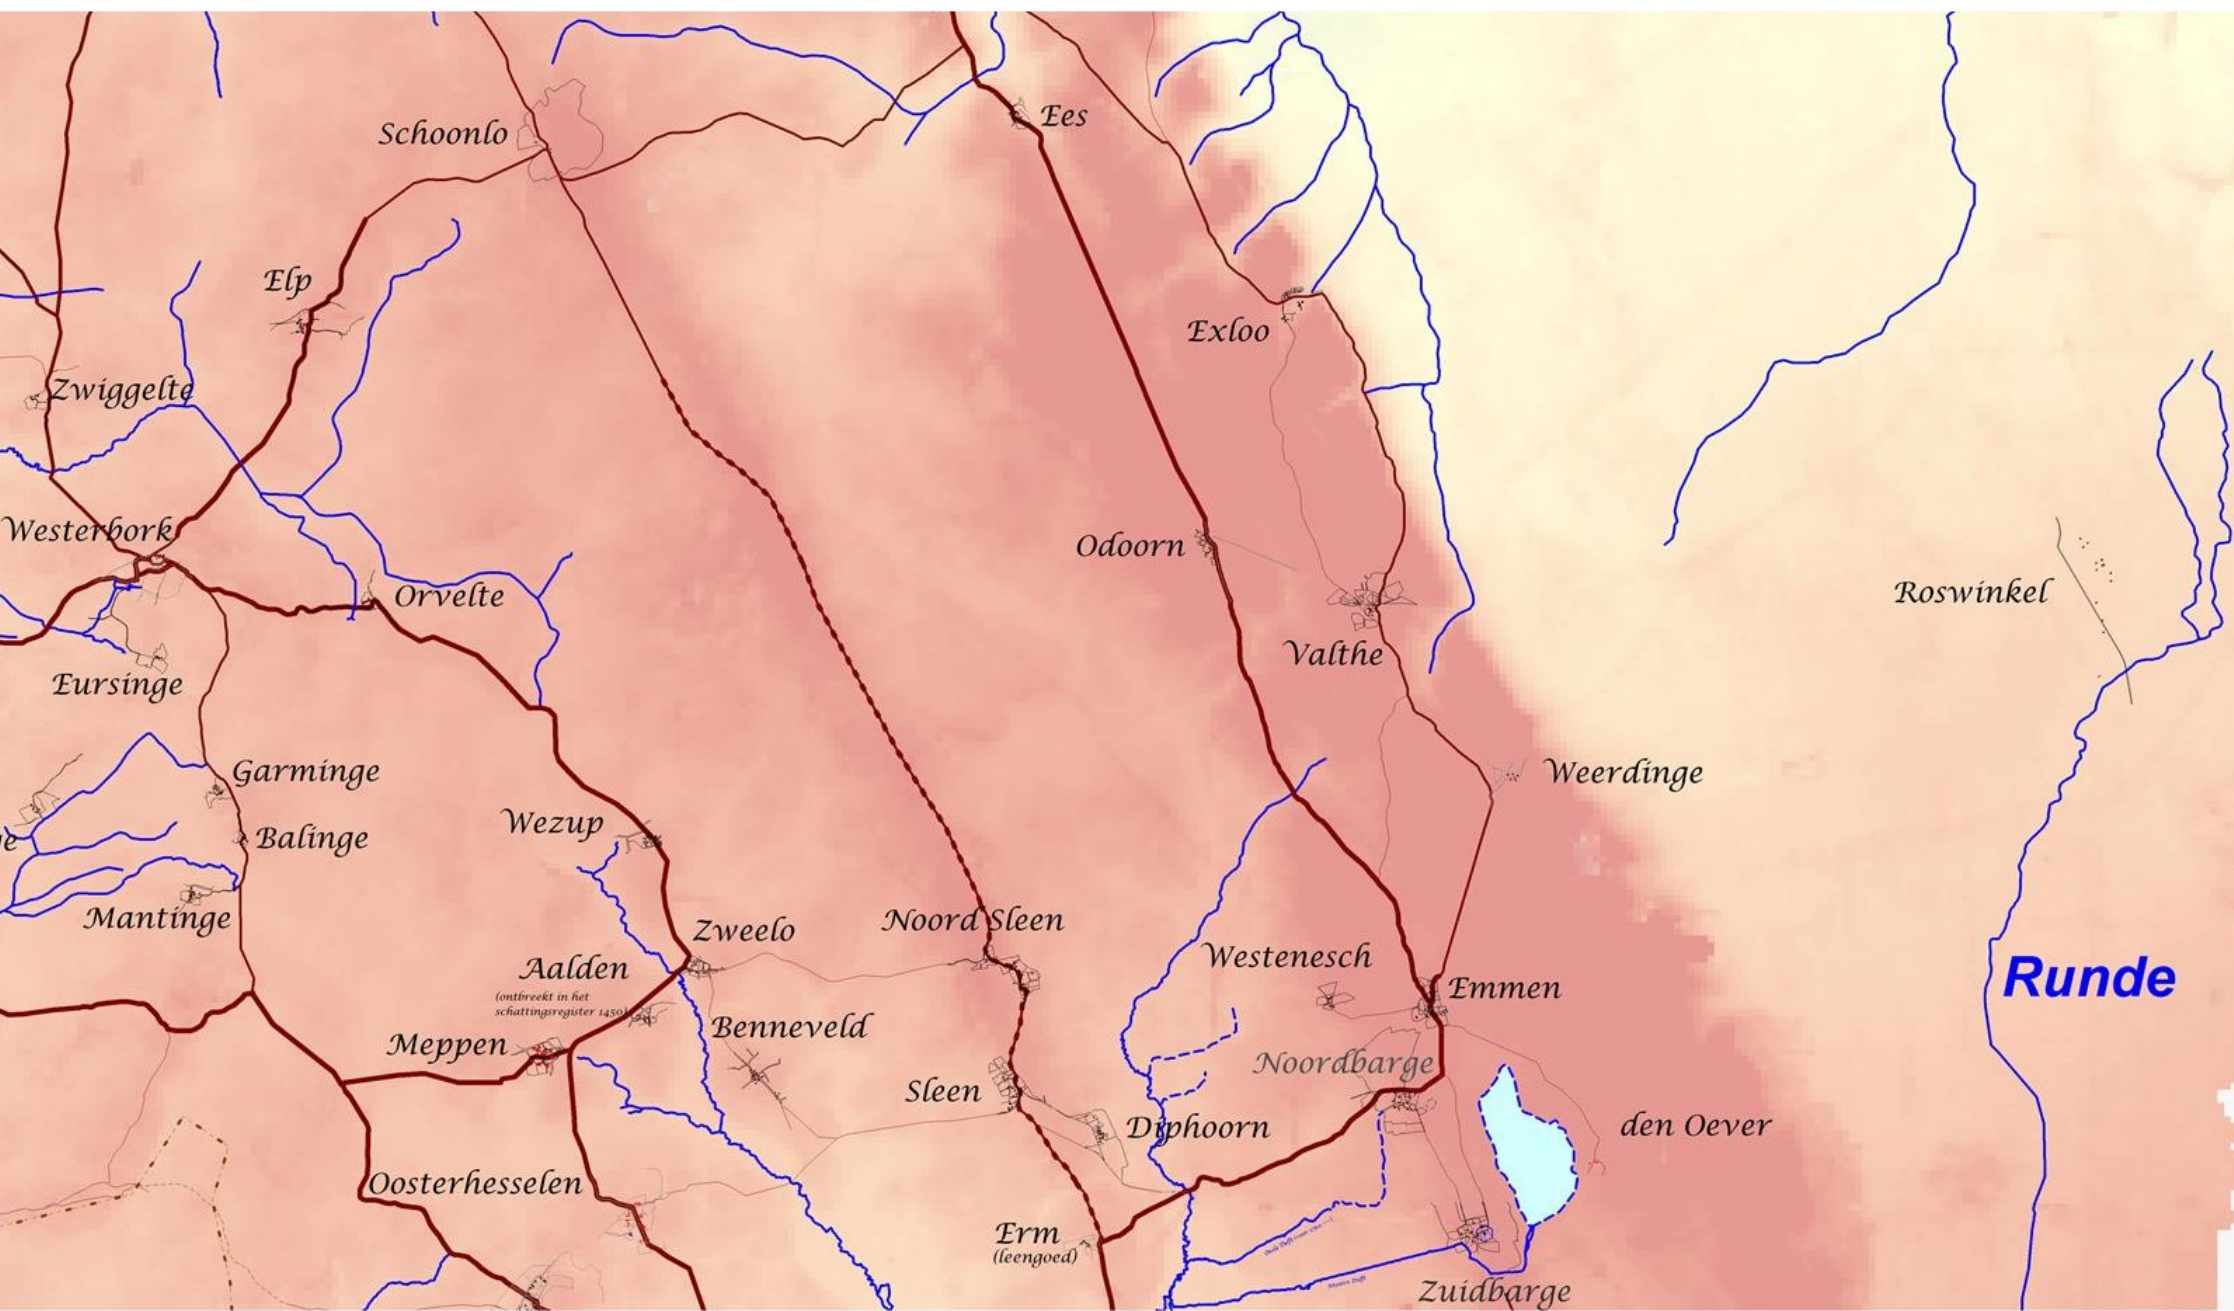 Ees
Schoonlo
Elp
Exloo
Zwiggelte
Westerbork
Odoorn
Orvelte
Roswinkel
Valthe
Eursinge
Garminge
Weerdinge
Wezup
Balinge
ge
Mantinge
Zweelo
Noord Sleen
Westenesch
Aalden
(ontbreekt in het
schattingsregister 1450)
Runde
Emmen
Benneveld
Meppen
Noordbarge
Sleen
Diphoorn
den Oever
Oosterhesselen
Erm
(leengoed)
Zuidbarge